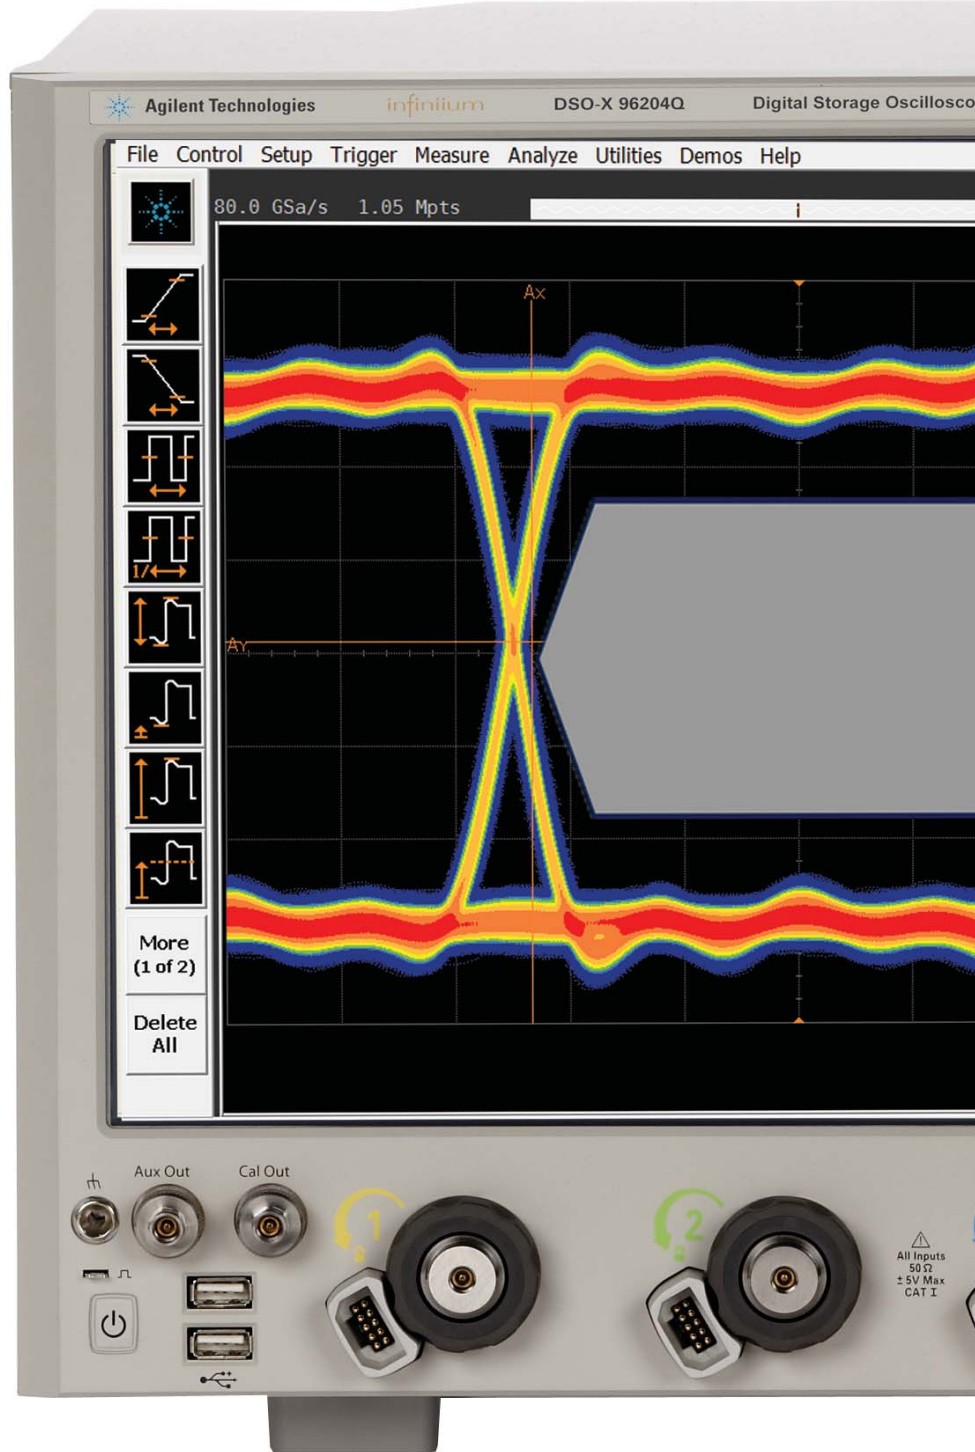 Agilent Technologies infiniium DSO-X 96204Q Digital Storage Oscillosco
File Control Setup Trigger Measure Analyze Utilities Demos Help
80.0 GSa/s 1.05 Mpts
Ax
Ay
1/
More
(1 of 2)
Delete
All
Aux Out Cal Out
1
2
All Inputs
50 Ω
± 5V Max
CAT I